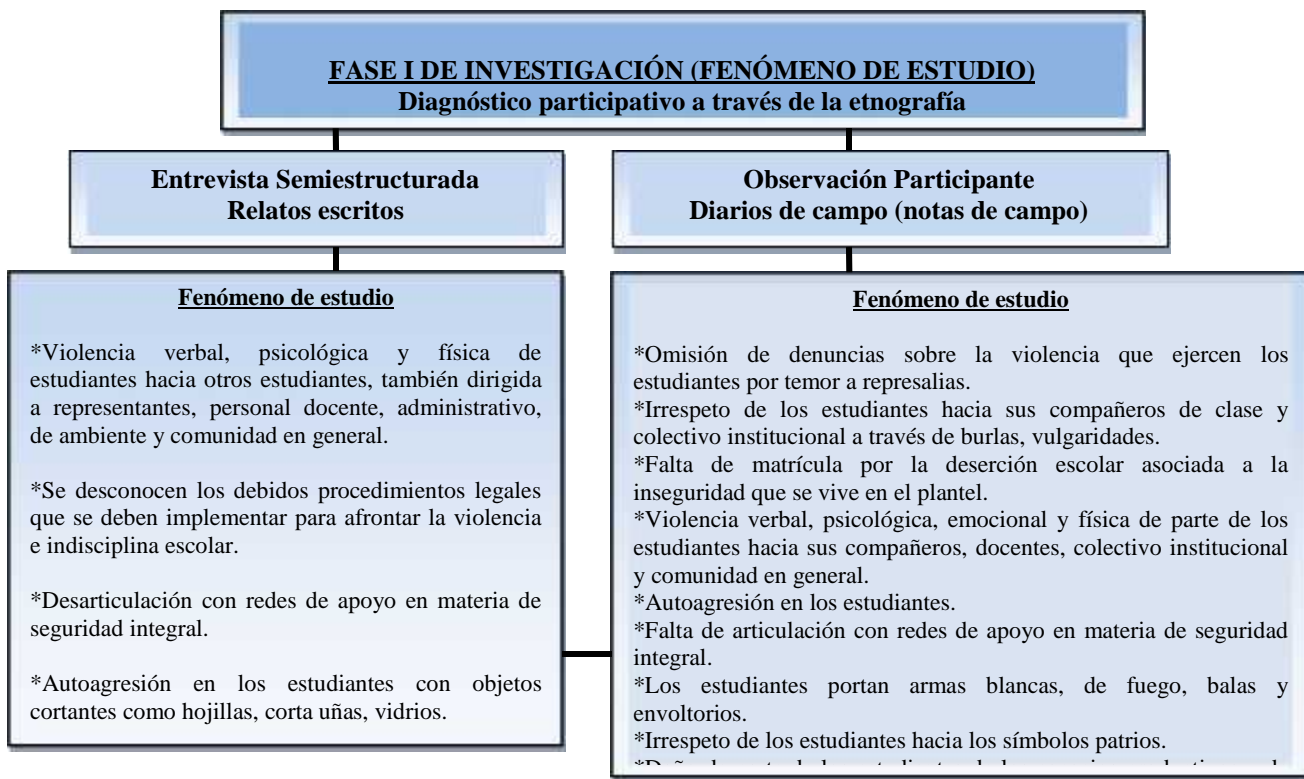 FASE I DE INVESTIGACIÓN (FENÓMENO DE ESTUDIO)
Diagnóstico participativo a través de la etnografía
Entrevista Semiestructurada
Relatos escritos
Observación Participante
Diarios de campo (notas de campo)
Fenómeno de estudio
*Violencia verbal, psicológica y física de
estudiantes hacia otros estudiantes, también dirigida
a representantes, personal docente, administrativo,
de ambiente y comunidad en general.
*Se desconocen los debidos procedimientos legales
que se deben implementar para afrontar la violencia
e indisciplina escolar.
*Desarticulación con redes de apoyo en materia de
seguridad integral.
*Autoagresión en los estudiantes con objetos
cortantes como hojillas, corta uñas, vidrios.
Fenómeno de estudio
*Omisión de denuncias sobre la violencia que ejercen los
estudiantes por temor a represalias.
*Irrespeto de los estudiantes hacia sus compañeros de clase y
colectivo institucional a través de burlas, vulgaridades.
*Falta de matrícula por la deserción escolar asociada a la
inseguridad que se vive en el plantel.
*Violencia verbal, psicológica, emocional y física de parte de los
estudiantes hacia sus compañeros, docentes, colectivo institucional
y comunidad en general.
*Autoagresión en los estudiantes.
*Falta de articulación con redes de apoyo en materia de seguridad
integral.
*Los estudiantes portan armas blancas, de fuego, balas y
envoltorios.
*Irrespeto de los estudiantes hacia los símbolos patrios.